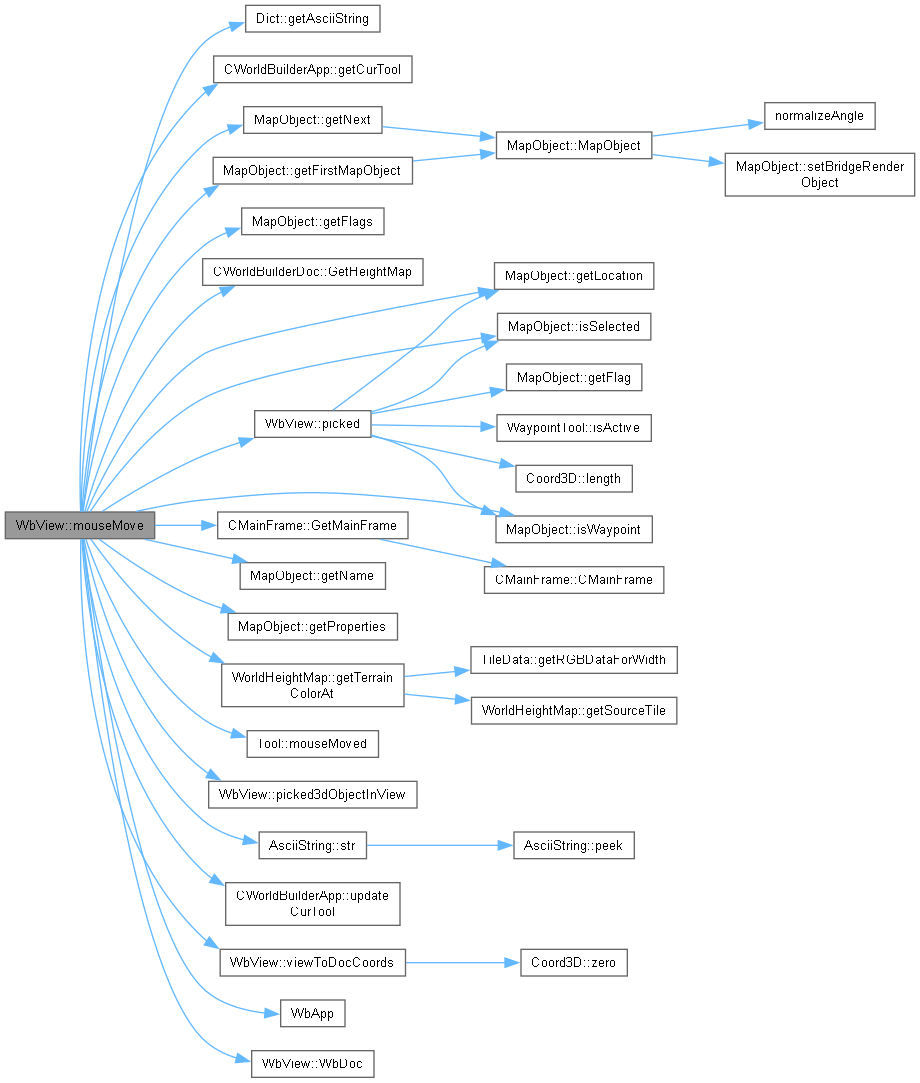 Dict::getAsciiString
CWorldBuilderApp::getCurTool
MapObject::getNext
normalizeAngle
MapObject::MapObject
MapObject::setBridgeRender
Object
MapObject::getFirstMapObject
MapObject::getFlags
CWorldBuilderDoc::GetHeightMap
MapObject::getLocation
MapObject::isSelected
MapObject::getFlag
WbView::picked
WaypointTool::isActive
Coord3D::length
WbView::mouseMove
CMainFrame::GetMainFrame
MapObject::isWaypoint
MapObject::getName
CMainFrame::CMainFrame
MapObject::getProperties
TileData::getRGBDataForWidth
WorldHeightMap::getTerrain
ColorAt
WorldHeightMap::getSourceTile
Tool::mouseMoved
WbView::picked3dObjectInView
AsciiString::str
AsciiString::peek
CWorldBuilderApp::update
CurTool
WbView::viewToDocCoords
Coord3D::zero
WbApp
WbView::WbDoc